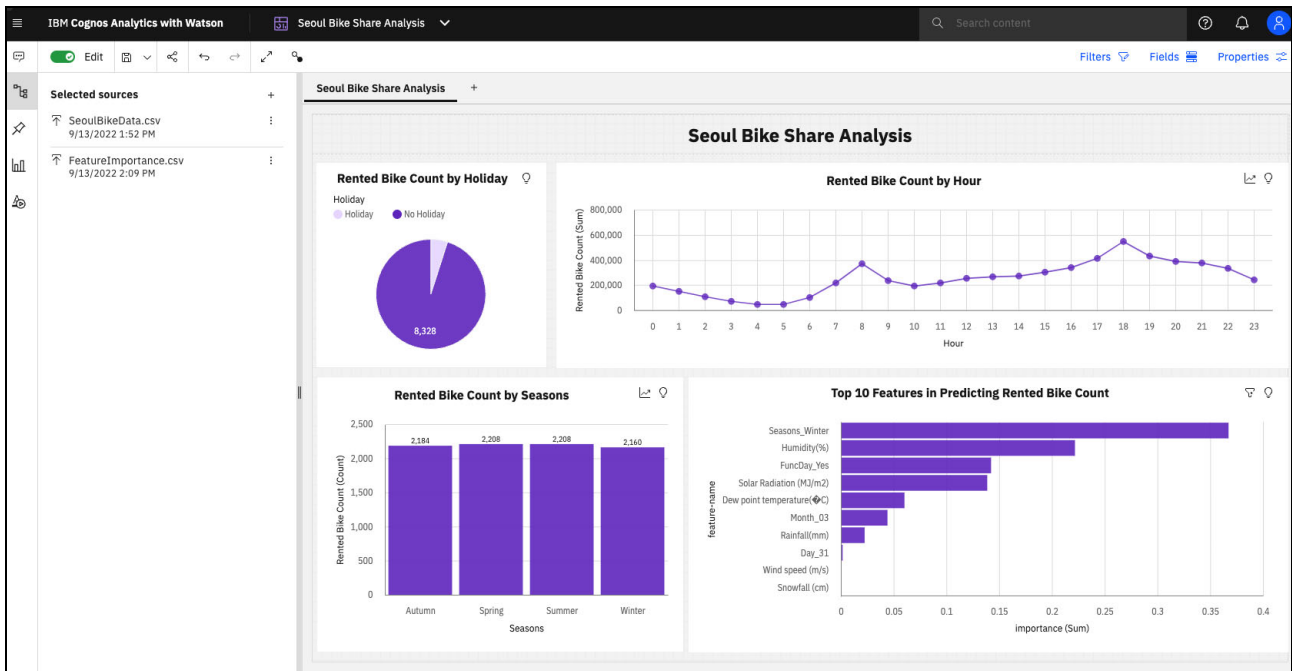 IBM Cognos Analytics with Watson
Seoul Bike Share Analysis
Search content
Edit
Filters
Fields
Properties
Selected sources
+
SeoulBikeData.csv
9/13/2022 1:52 PM
FeatureImportance.csv
9/13/2022 2:09 PM
Seoul Bike Share Analysis
+
Seoul Bike Share Analysis
Rented Bike Count by Holiday
Holiday
Holiday No Holiday
8,328
Rented Bike Count by Hour
Rented Bike Count (Sum)
800,000
600,000
400,000
200,000
0
0 1 2 3 4 5 6 7 8 9 10 11 12 13 14 15 16 17 18 19 20 21 22 23
Hour
Rented Bike Count by Seasons
Rented Bike Count (Count)
2,500
2,000
1,500
1,000
500
0
2,184 2,208 2,208 2,160
Autumn Spring Summer Winter
Seasons
Top 10 Features in Predicting Rented Bike Count
feature-name
Seasons_Winter
Humidity(%)
FuncDay_Yes
Solar Radiation (MJ/m2)
Dew point temperature(�C)
Month_03
Rainfall(mm)
Day_31
Wind speed (m/s)
Snowfall (cm)
0 0.05 0.1 0.15 0.2 0.25 0.3 0.35 0.4
importance (Sum)